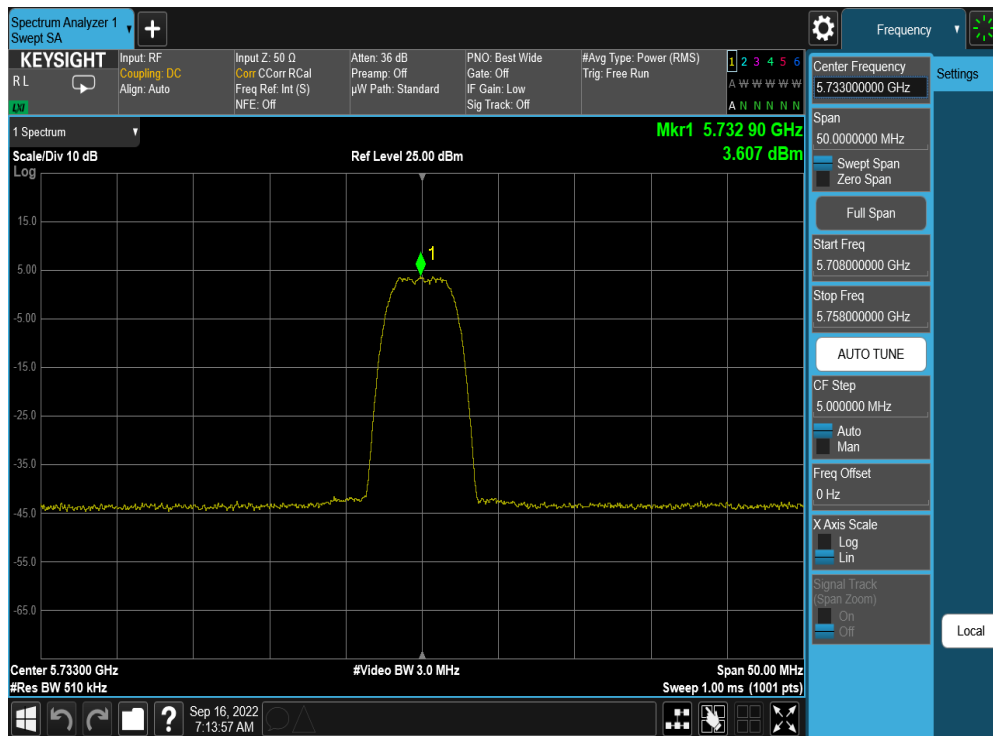 Spectrum Analyzer 1
Swept SA
Frequency
KEYSIGHT
R L
LXI
Input: RF
Coupling: DC
Align: Auto
Input Z: 50 Ω
Corr CCorr RCal
Freq Ref: Int (S)
NFE: Off
Atten: 36 dB
Preamp: Off
µW Path: Standard
PNO: Best Wide
Gate: Off
IF Gain: Low
Sig Track: Off
#Avg Type: Power (RMS)
Trig: Free Run
1 2 3 4 5 6
A W W W W W
A N N N N N
1 Spectrum
Scale/Div 10 dB
Log
Ref Level 25.00 dBm
Mkr1 5.732 90 GHz
3.607 dBm
1
15.0
5.00
-5.00
-15.0
-25.0
-35.0
-45.0
-55.0
-65.0
Center 5.73300 GHz
#Res BW 510 kHz
#Video BW 3.0 MHz
Span 50.00 MHz
Sweep 1.00 ms (1001 pts)
Center Frequency
5.733000000 GHz
Settings
Span
50.0000000 MHz
Swept Span
Zero Span
Full Span
Start Freq
5.708000000 GHz
Stop Freq
5.758000000 GHz
AUTO TUNE
CF Step
5.000000 MHz
Auto
Man
Freq Offset
0 Hz
X Axis Scale
Log
Lin
Signal Track
(Span Zoom)
On
Off
Local
?
Sep 16, 2022
7:13:57 AM